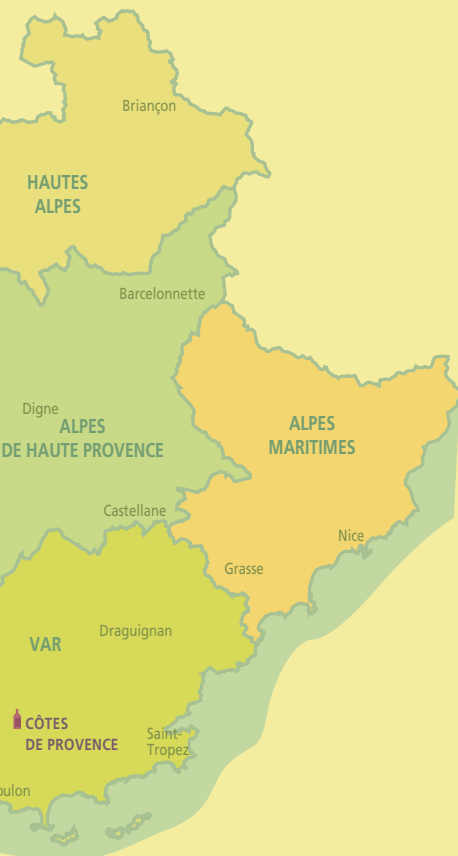 Briançon
HAUTES
ALPES
Barcelonnette
Digne
ALPES
DE HAUTE PROVENCE
ALPES
MARITIMES
Castellane
Nice
Grasse
Draguignan
VAR
CÔTES
DE PROVENCE
Saint-
Tropez
oulon